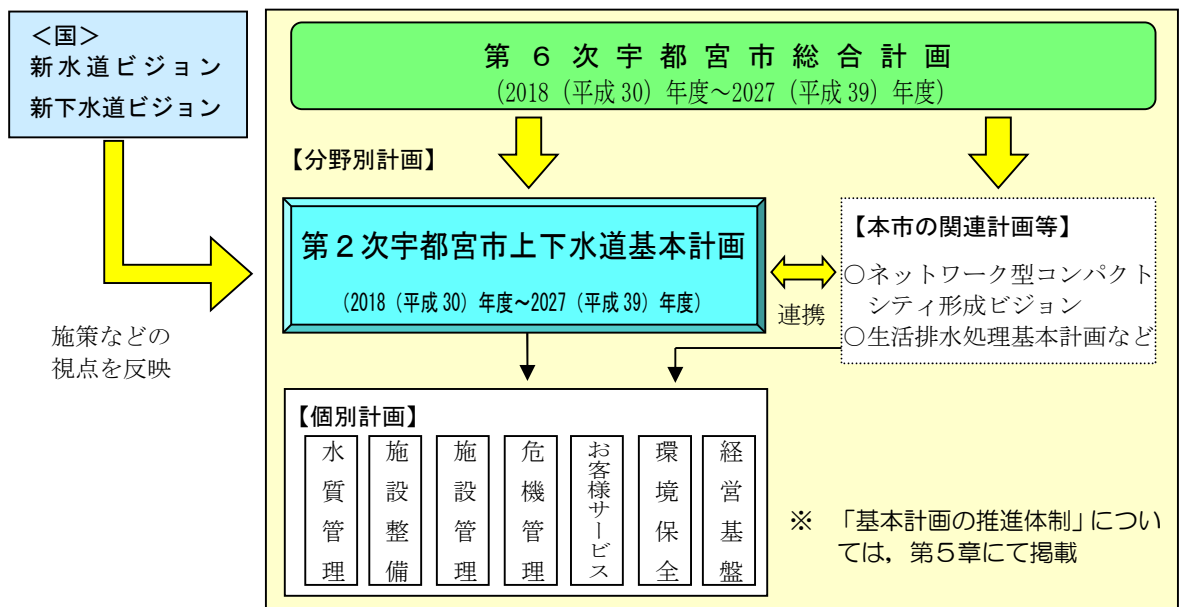 <国>
新水道ビジョン
新下水道ビジョン
第６次宇都宮市総合計画
(2018（平成30）年度～2027（平成39）年度)
【分野別計画】
第２次宇都宮市上下水道基本計画
（2018（平成30）年度～2027（平成39）年度）
連携
【本市の関連計画等】
○ネットワーク型コンパクト
シティ形成ビジョン
○生活排水処理基本計画など
施策などの
視点を反映
【個別計画】
水質管理
施設整備
施設管理
危機管理
お客様サービス
環境保全
経営基盤
※　「基本計画の推進体制」につい
ては，第５章にて掲載